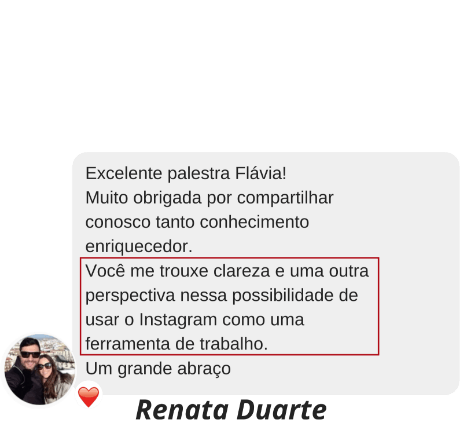 Excelente palestra Flávia!
Muito obrigada por compartilhar
conosco tanto conhecimento
enriquecedor.
Você me trouxe clareza e uma outra
perspectiva nessa possibilidade de
usar o Instagram como uma
ferramenta de trabalho.
Um grande abraço
Renata Duarte